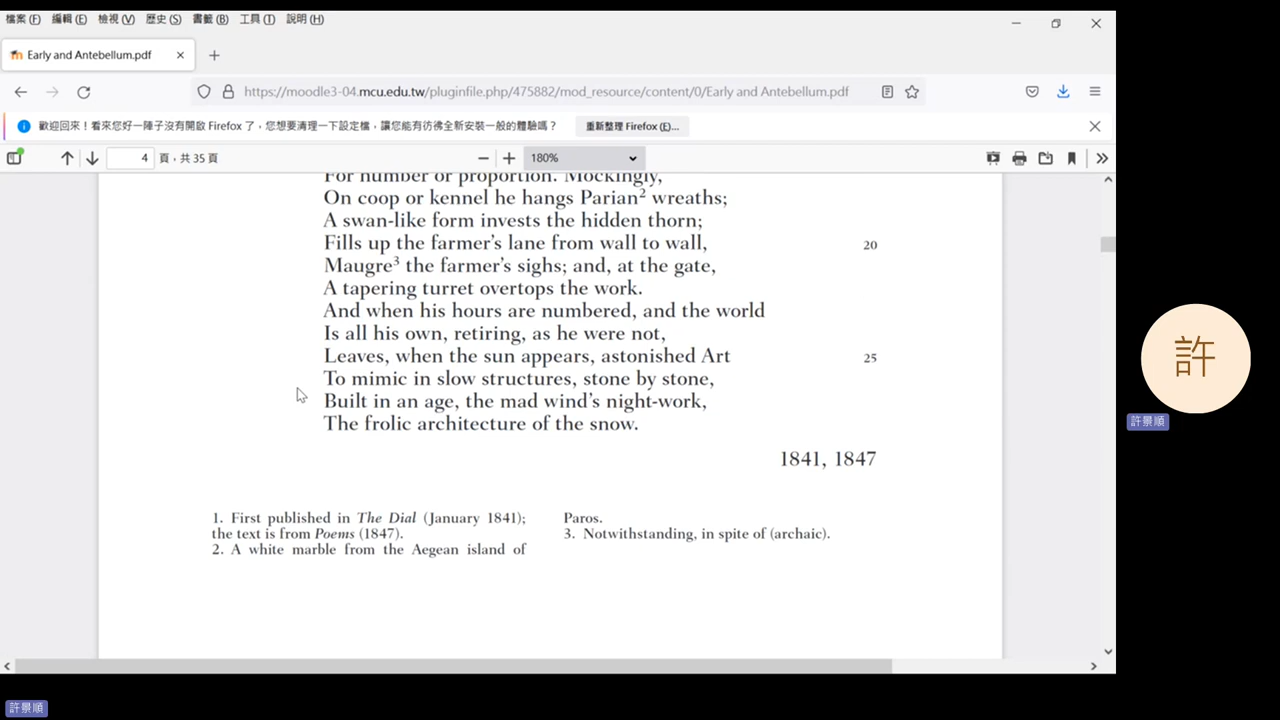 檔案(F) 編輯(E) 檢視(V) 歷史(S) 書籤(B) 工具(T) 說明(H)
Early and Antebellum.pdf
https://moodle3-04.mcu.edu.tw/pluginfile.php/475882/mod_resource/content/0/Early and Antebellum.pdf
歡迎回來！看來您好一陣子沒有開啟 Firefox 了，您想要清理一下設定檔，讓您能有彷彿全新安裝一般的體驗嗎？ 重新整理 Firefox (E)...
4 頁，共 35 頁 180%
For number or proportion. Mockingly,
On coop or kennel he hangs Parian2 wreaths;
A swan-like form invests the hidden thorn;
Fills up the farmer's lane from wall to wall, 20
Maugre3 the farmer's sighs; and, at the gate,
A tapering turret overtops the work.
And when his hours are numbered, and the world
Is all his own, retiring, as he were not,
Leaves, when the sun appears, astonished Art 25
To mimic in slow structures, stone by stone,
Built in an age, the mad wind's night-work,
The frolic architecture of the snow.
1841, 1847
1. First published in The Dial (January 1841);
the text is from Poems (1847).
2. A white marble from the Aegean island of
Paros.
3. Notwithstanding, in spite of (archaic).
許
許景順
許景順